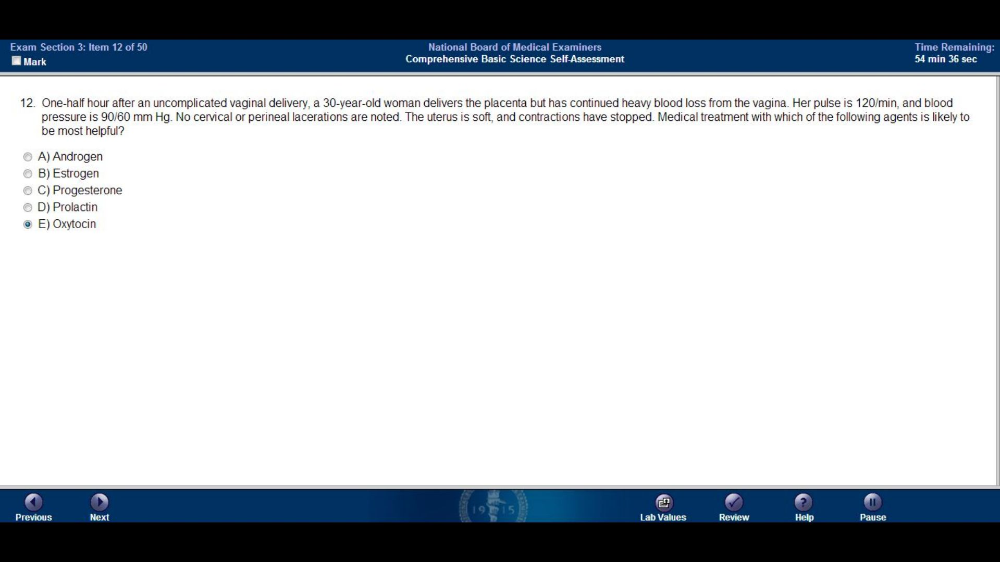 Exam Section 3: Item 12 of 50
National Board of Medical Examiners
Time Remaining:
Mark
Comprehensive Basic Science Self-Assessment
54 min 36 sec
12. One-half hour after an uncomplicated vaginal delivery, a 30-year-old woman delivers the placenta but has continued heavy blood loss from the vagina. Her pulse is 120/min, and blood
pressure is 90/60 mm Hg. No cervical or perineal lacerations are noted. The uterus is soft, and contractions have stopped. Medical treatment with which of the following agents is likely to
be most helpful?
A) Androgen
B) Estrogen
C) Progesterone
D) Prolactin
E) Oxytocin
1915
Previous
Next
Lab Values
Review
Help
Pause